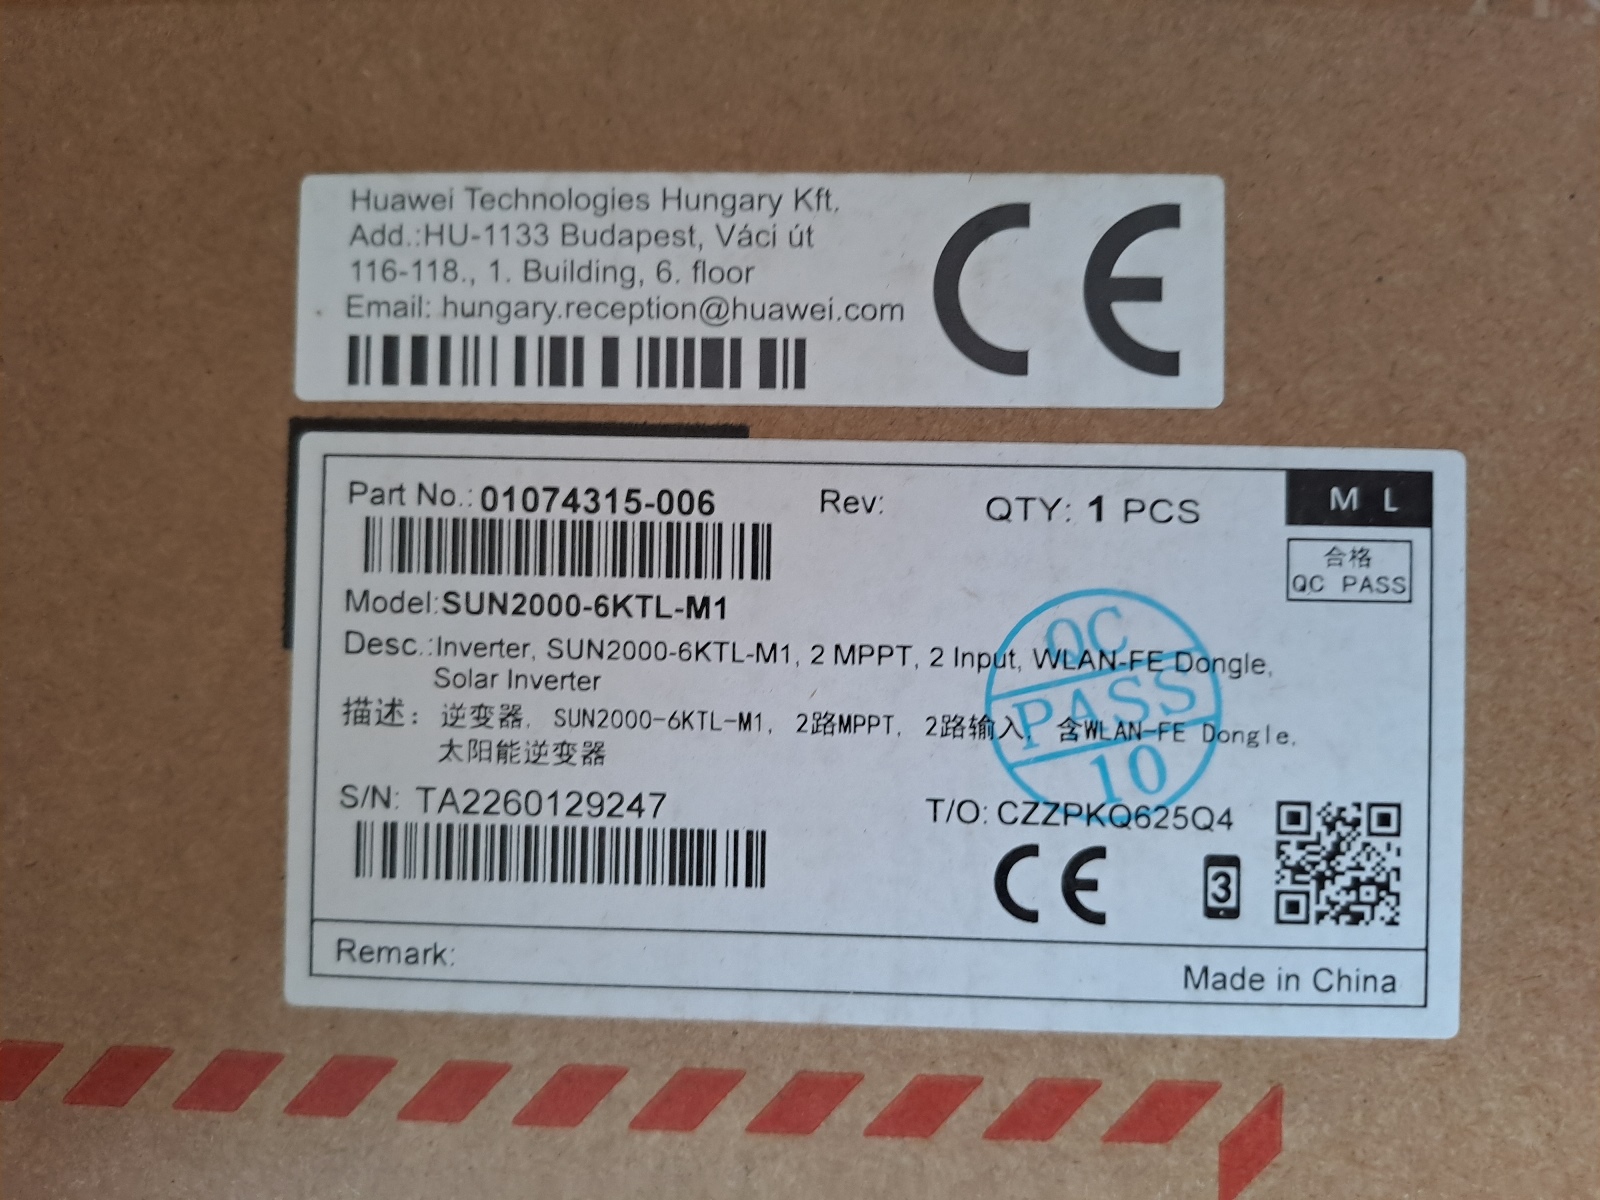 Huawei Technologies Hungary Kft.
Add.:HU-1133 Budapest, Váci út
116-118., 1. Building, 6. floor
Email: hungary.reception@huawei.com
CE
Part No.: 01074315-006 Rev: QTY: 1 PCS
M L
合格
QC PASS
Model:SUN2000-6KTL-M1
Desc.:Inverter, SUN2000-6KTL-M1, 2 MPPT, 2 Input, WLAN-FE Dongle,
Solar Inverter
描述: 逆变器, SUN2000-6KTL-M1, 2路MPPT, 2路输入, 含WLAN-FE Dongle,
太阳能逆变器
QC
PASS
10
S/N: TA2260129247 T/O: CZZPKQ625Q4
CE 3
Remark:
Made in China